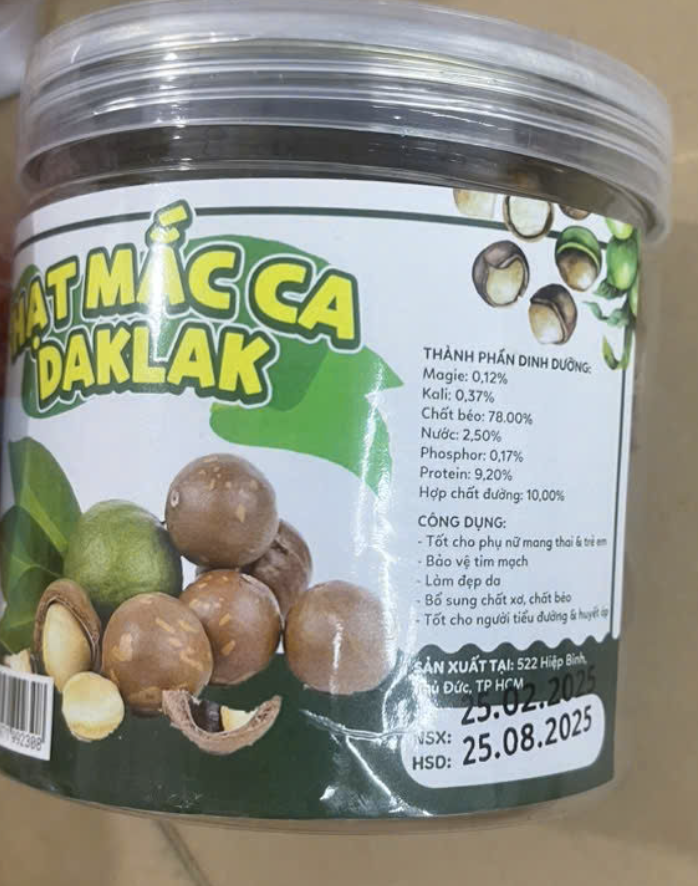 HẠT MẮC CA
DAKLAK
THÀNH PHẦN DINH DƯỠNG:
Magie: 0,12%
Kali: 0,37%
Chất béo: 78.00%
Nước: 2,50%
Phosphor: 0,17%
Protein: 9,20%
Hợp chất đường: 10,00%
CÔNG DỤNG:
- Tốt cho phụ nữ mang thai & trẻ em
- Bảo vệ tim mạch
- Làm đẹp da
- Bổ sung chất xơ, chất béo
- Tốt cho người tiểu đường & huyết áp
SẢN XUẤT TẠI: 522 Hiệp Bình,
Thủ Đức, TP HCM
NSX: 25.02.2025
HSD: 25.08.2025